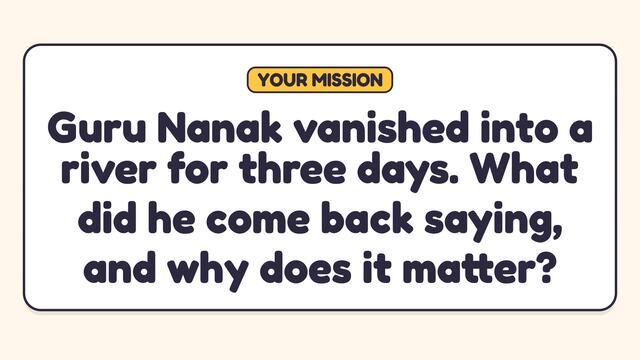 YOUR MISSION
Guru Nanak vanished into a
river for three days. What
did he come back saying,
and why does it matter?